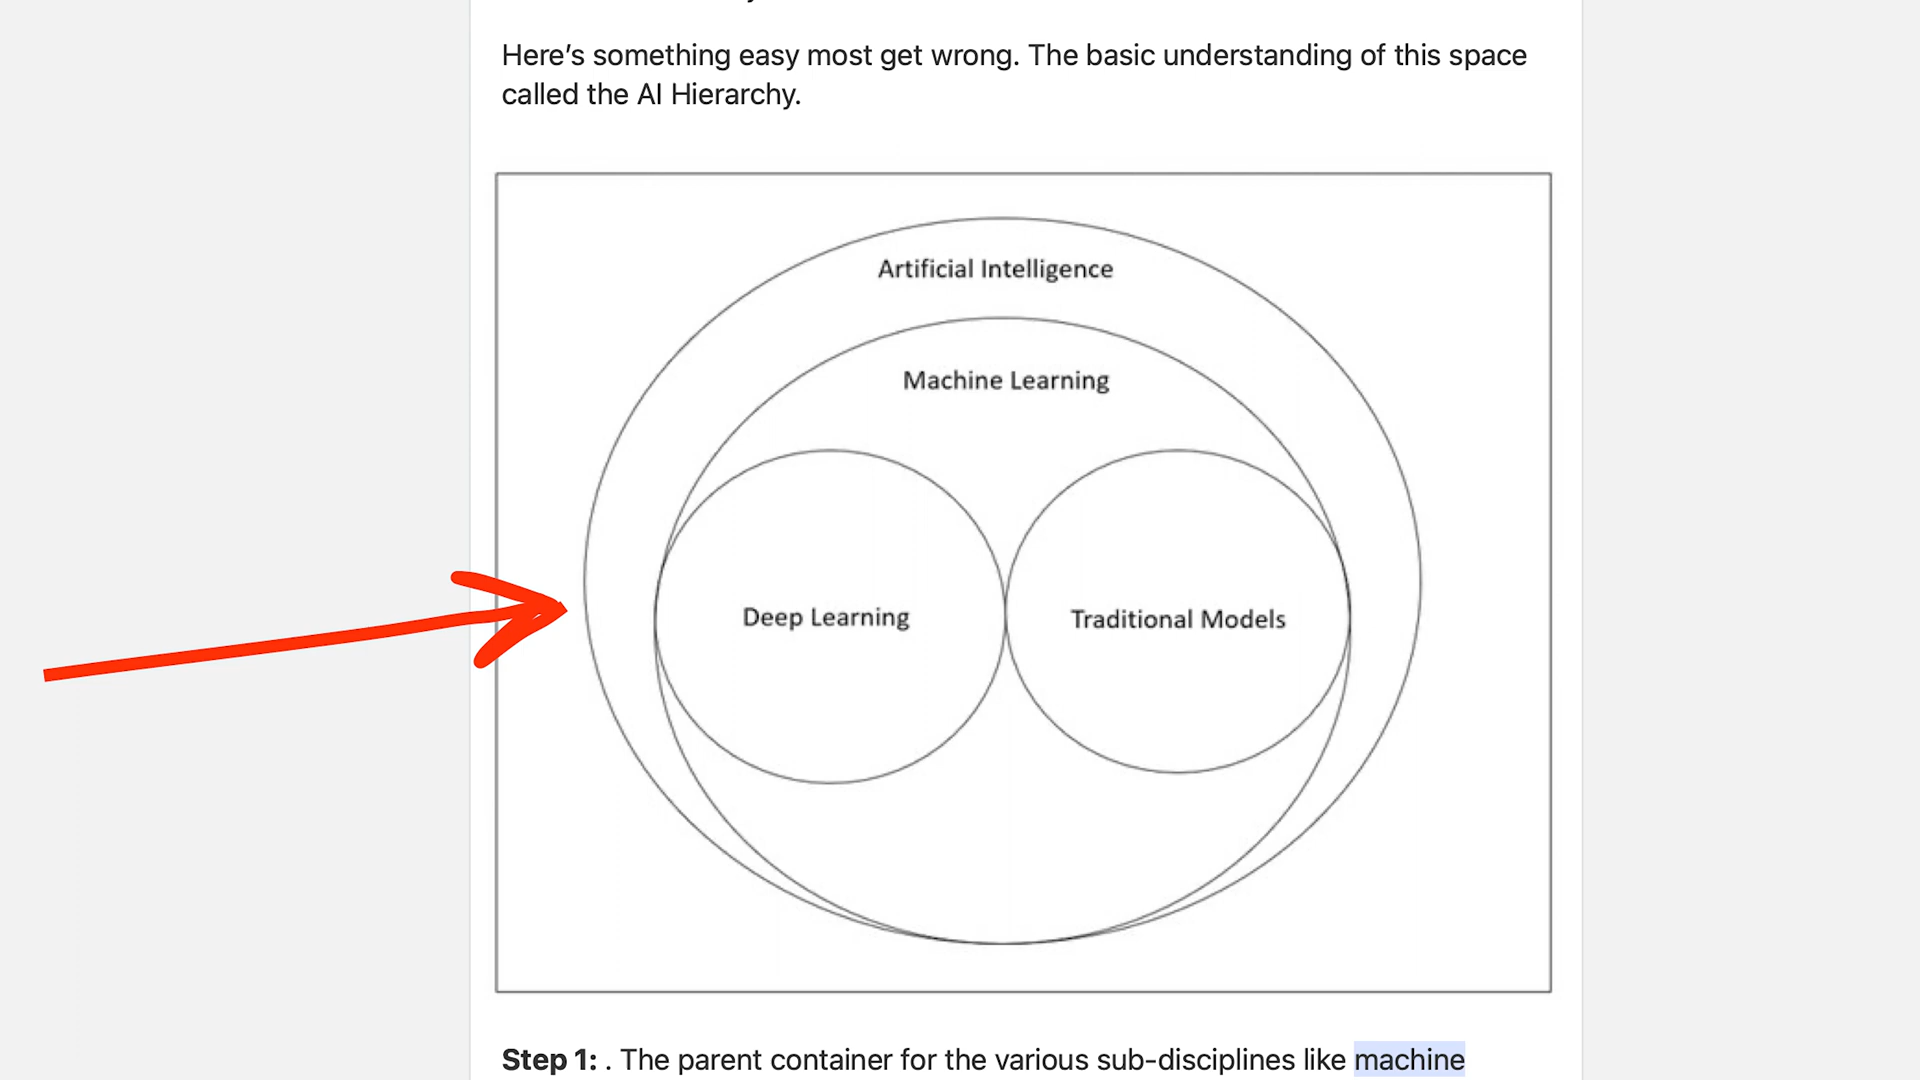 Here’s something easy most get wrong. The basic understanding of this space
called the AI Hierarchy.
Artificial Intelligence
Machine Learning
Deep Learning
Traditional Models
Step 1: . The parent container for the various sub-disciplines like machine